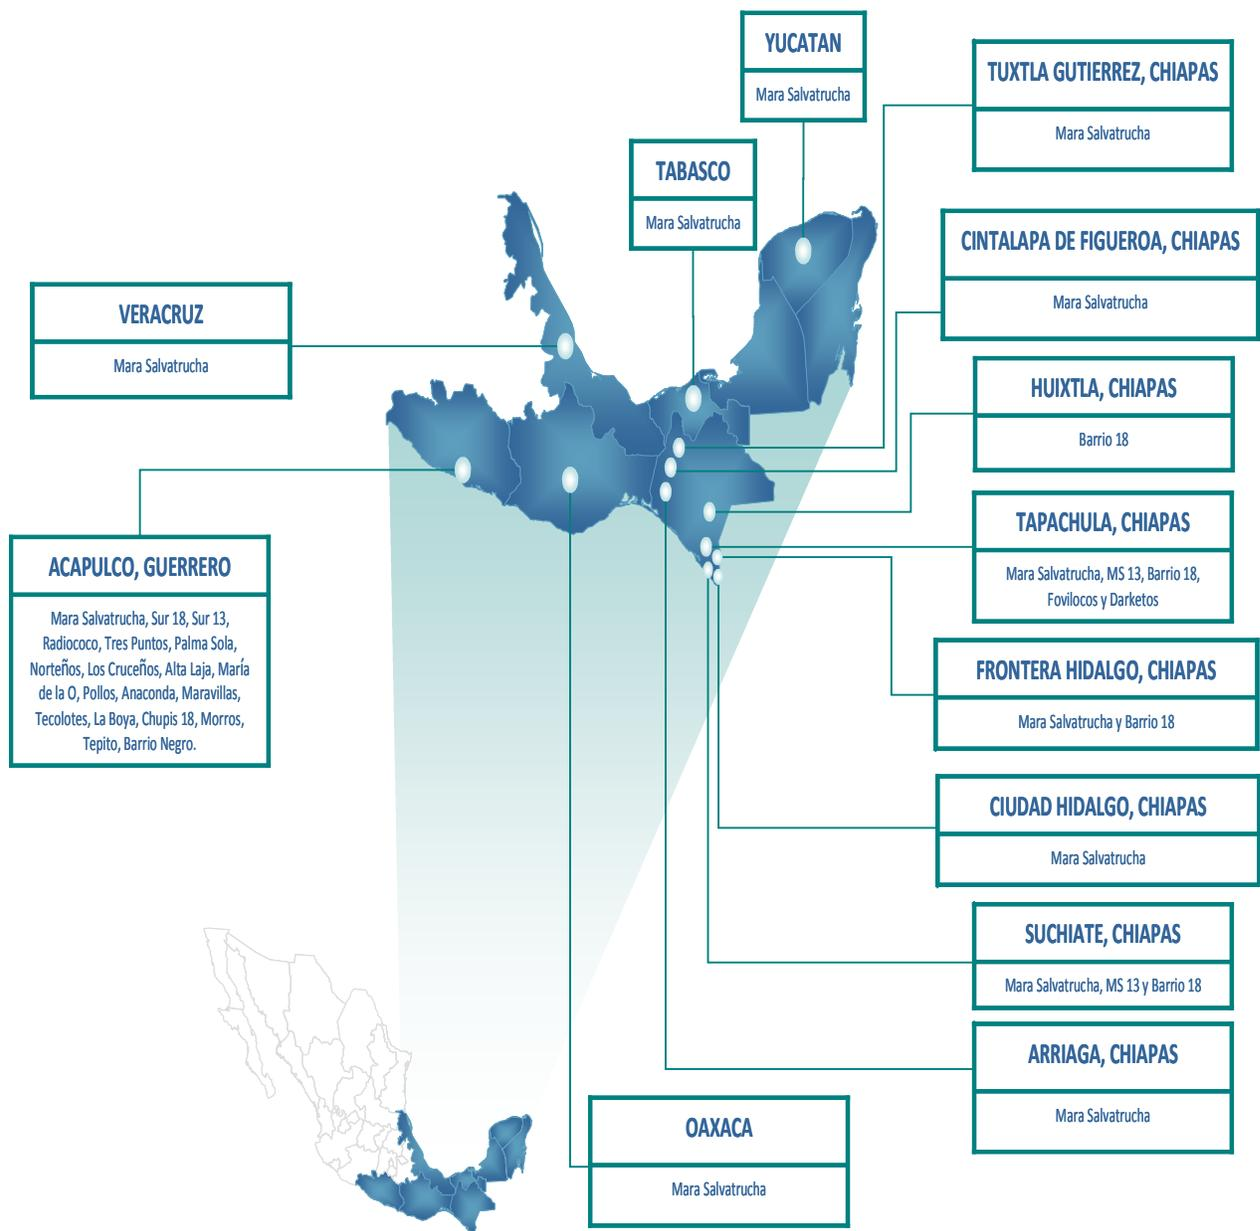 YUCATAN
Mara Salvatrucha
TUXTLA GUTIERREZ, CHIAPAS
Mara Salvatrucha
TABASCO
Mara Salvatrucha
CINTALAPA DE FIGUEROA, CHIAPAS
Mara Salvatrucha
VERACRUZ
Mara Salvatrucha
HUIXTLA, CHIAPAS
Barrio 18
TAPACHULA, CHIAPAS
Mara Salvatrucha, MS 13, Barrio 18,
Fovilocos y Darketos
ACAPULCO, GUERRERO
Mara Salvatrucha, Sur 18, Sur 13,
Radiococo, Tres Puntos, Palma Sola,
Norteños, Los Cruceños, Alta Laja, María
de la O, Pollos, Anaconda, Maravillas,
Tecolotes, La Boya, Chupis 18, Morros,
Tepito, Barrio Negro.
FRONTERA HIDALGO, CHIAPAS
Mara Salvatrucha y Barrio 18
CIUDAD HIDALGO, CHIAPAS
Mara Salvatrucha
SUCHIATE, CHIAPAS
Mara Salvatrucha, MS 13 y Barrio 18
ARRIAGA, CHIAPAS
Mara Salvatrucha
OAXACA
Mara Salvatrucha